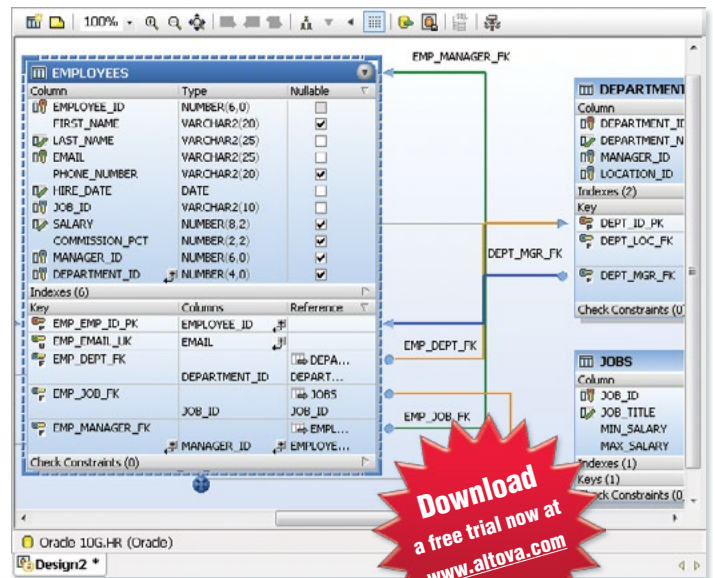 100%
EMP_MANAGER_FK
EMPLOYEES
Column Type Nullable
EMPLOYEE_ID NUMBER(6,0)
FIRST_NAME VARCHAR2(20)
LAST_NAME VARCHAR2(25)
EMAIL VARCHAR2(25)
PHONE_NUMBER VARCHAR2(20)
HIRE_DATE DATE
JOB_ID VARCHAR2(10)
SALARY NUMBER(8,2)
COMMISSION_PCT NUMBER(2,2)
MANAGER_ID NUMBER(6,0)
DEPARTMENT_ID NUMBER(4,0)
Indexes (6)
Key Columns Reference
EMP_EMP_ID_PK EMPLOYEE_ID
EMP_EMAIL_UK EMAIL
EMP_DEPT_FK DEPA...
DEPARTMENT_ID DEPART...
EMP_JOB_FK JOBS
JOB_ID JOB_ID
EMP_MANAGER_FK EMPL...
MANAGER_ID EMPLOYE...
Check Constraints (0)
DEPT_MGR_FK
EMP_DEPT_FK
EMP_JOB_FK
DEPARTMENT
Column
DEPARTMENT_ID
DEPARTMENT_N
MANAGER_ID
LOCATION_ID
Indexes (2)
Key
DEPT_ID_PK
DEPT_LOC_FK
DEPT_MGR_FK
Check Constraints (0)
JOBS
Column
JOB_ID
JOB_TITLE
MIN_SALARY
MAX_SALARY
Indexes (1)
Keys (1)
Check Constraints (0
Download
a free trial now at
www.altova.com
Oracle 10G.HR (Oracle)
Design2 *